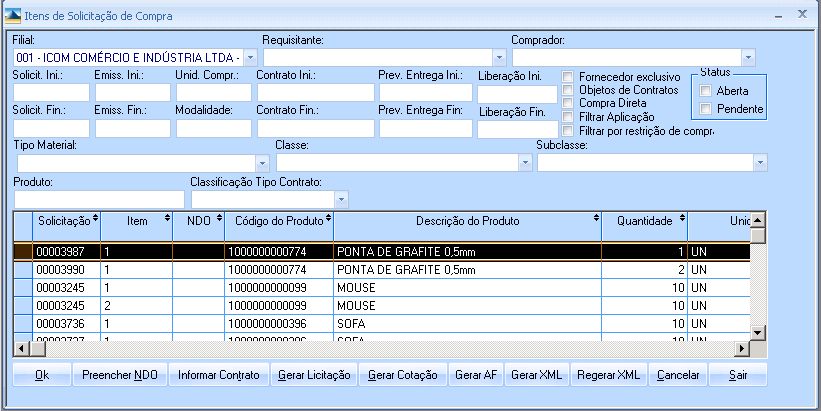 Itens de Solicitação de Compra
Filial: Requisitante: Comprador:
001 - ICOM COMÉRCIO E INDÚSTRIA LTDA -
Solicit. Ini.: Emiss. Ini.: Unid. Compr.: Contrato Ini.: Prev. Entrega Ini.: Liberação Ini.
Fornecedor exclusivo
Objetos de Contratos
Compra Direta
Filtrar Aplicação
Filtrar por restrição de compra
Status
Aberta
Pendente
Solicit. Fin.: Emiss. Fin.: Modalidade: Contrato Fin.: Prev. Entrega Fin: Liberação Fin.
Tipo Material: Classe: Subclasse:
Produto: Classificação Tipo Contrato:
Solicitação Item NDO Código do Produto Descrição do Produto Quantidade Unid
00003987 1 1000000000774 PONTA DE GRAFITE 0,5mm 1 UN
00003990 1 1000000000774 PONTA DE GRAFITE 0,5mm 2 UN
00003245 1 1000000000099 MOUSE 10 UN
00003245 2 1000000000099 MOUSE 10 UN
00003736 1 1000000000396 SOFA 10 UN
00003737 1 1000000000396 SOFA 10 UN
Ok Preencher NDO Informar Contrato Gerar Licitação Gerar Cotação Gerar AF Gerar XML Regerar XML Cancelar Sair